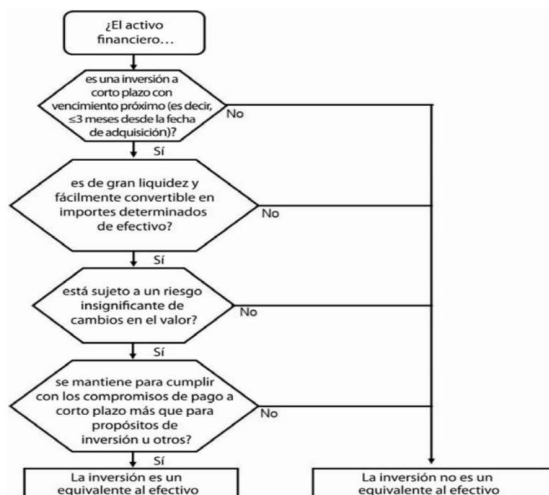 ¿El activo
financiero...
es una inversión a
corto plazo con
vencimiento próximo (es decir,
≤3 meses desde la fecha
de adquisición)?
No
Sí
es de gran liquidez y
fácilmente convertible en
importes determinados
de efectivo?
No
Sí
está sujeto a un riesgo
insignificante de
cambios en el valor?
No
Sí
se mantiene para cumplir
con los compromisos de pago a
corto plazo más que para
propósitos de
inversión u otros?
No
Sí
La inversión es un
equivalente al efectivo
La inversión no es un
equivalente al efectivo